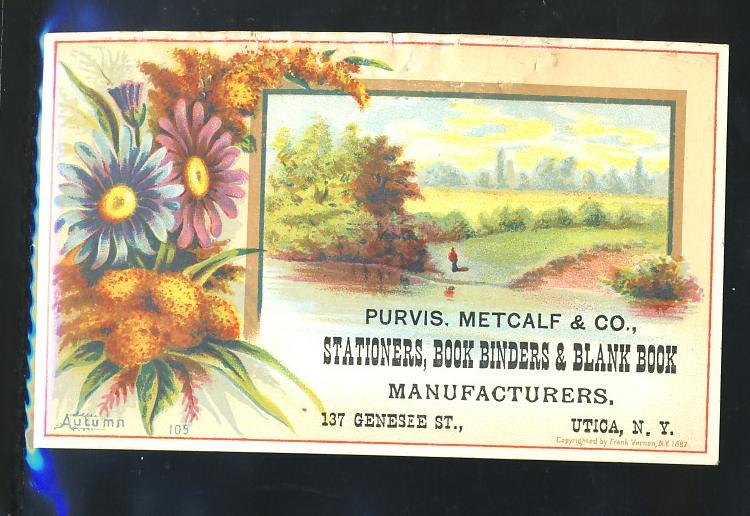 PURVIS, METCALF & CO.,
STATIONERS, BOOK BINDERS & BLANK BOOK
MANUFACTURERS.
137 GENESEE ST., UTICA, N. Y.
Autumn 105
Copyrighted by Frank Vernon, N.Y. 1887